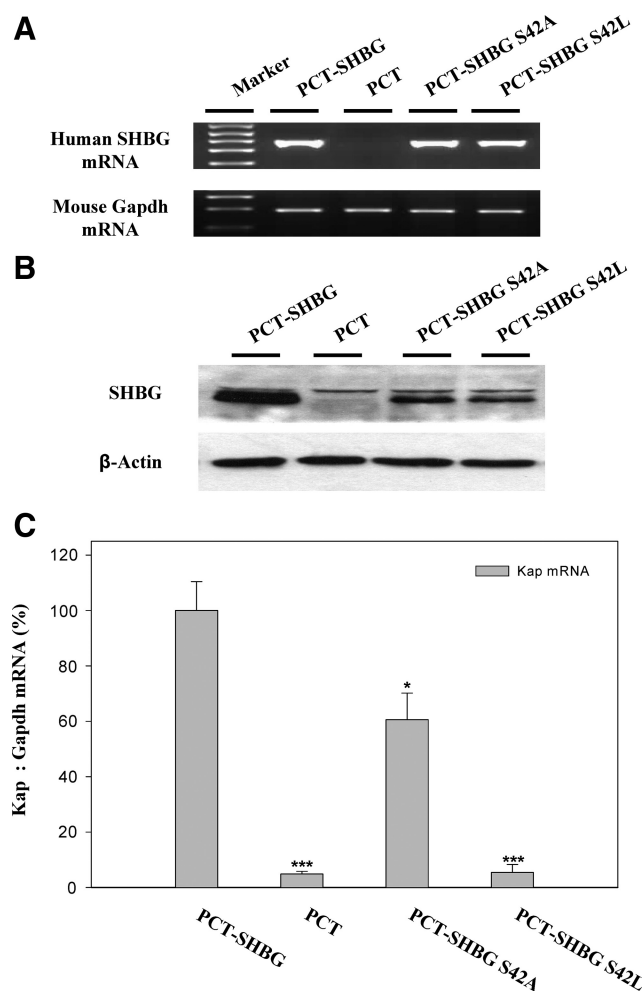 A
Marker
PCT-SHBG
PCT
PCT-SHBG S42A
PCT-SHBG S42L
Human SHBG
mRNA
Mouse Gapdh
mRNA
B
PCT-SHBG
PCT
PCT-SHBG S42A
PCT-SHBG S42L
SHBG
β-Actin
C
120
100
80
60
40
20
0
Kap : Gapdh mRNA (%)
Kap mRNA
***
*
***
PCT-SHBG
PCT
PCT-SHBG S42A
PCT-SHBG S42L